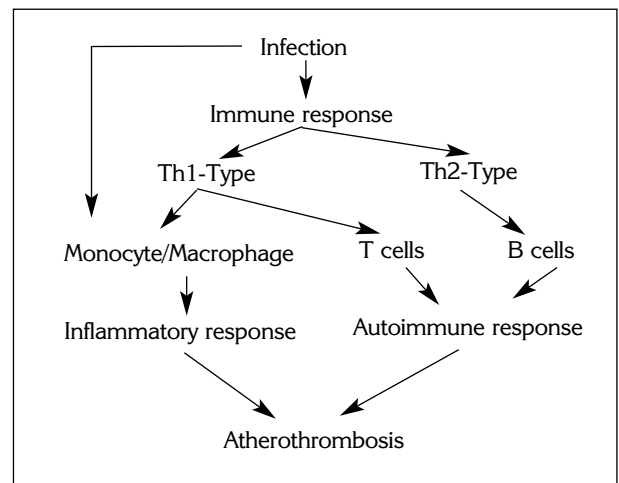 Infection
Immune response
Th1-Type Th2-Type
Monocyte/Macrophage T cells B cells
Inflammatory response Autoimmune response
Atherothrombosis